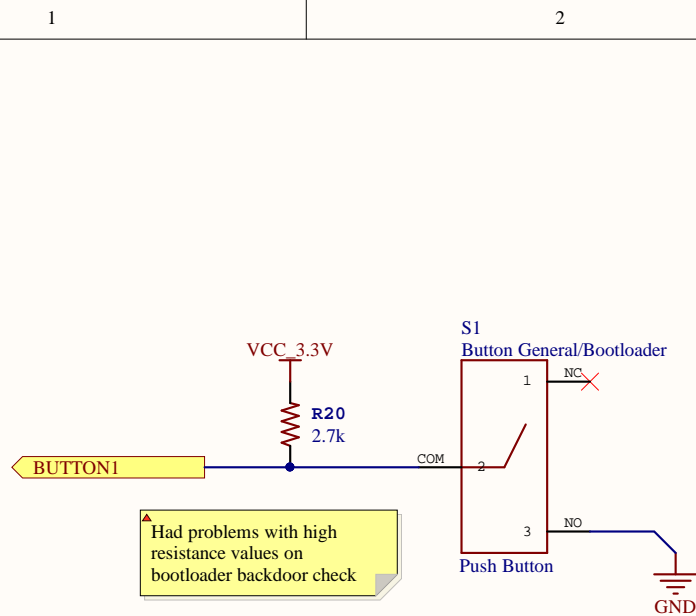 1
2
S1
Button General/Bootloader
VCC_3.3V
1
NC
R20
2.7k
BUTTON1
COM
2
Had problems with high
resistance values on
bootloader backdoor check
3
NO
Push Button
GND